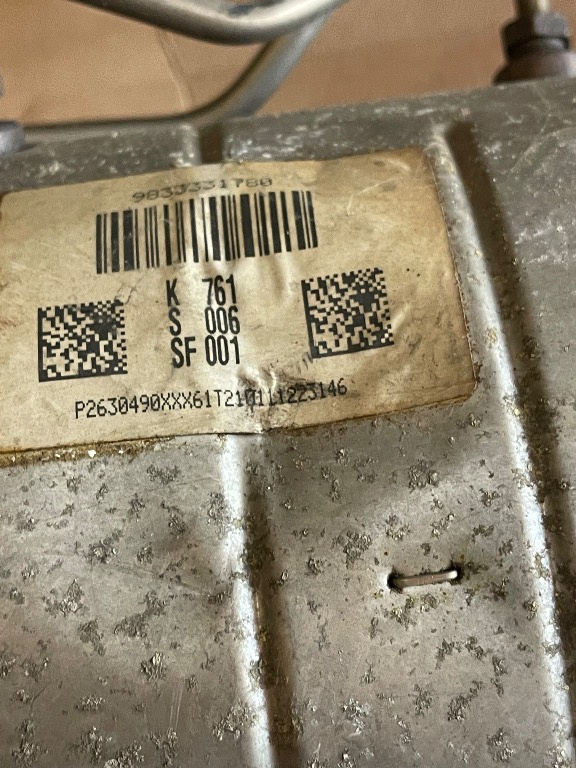 9833331780
K 761
S 006
SF 001
P2630490XXX61T210111223146